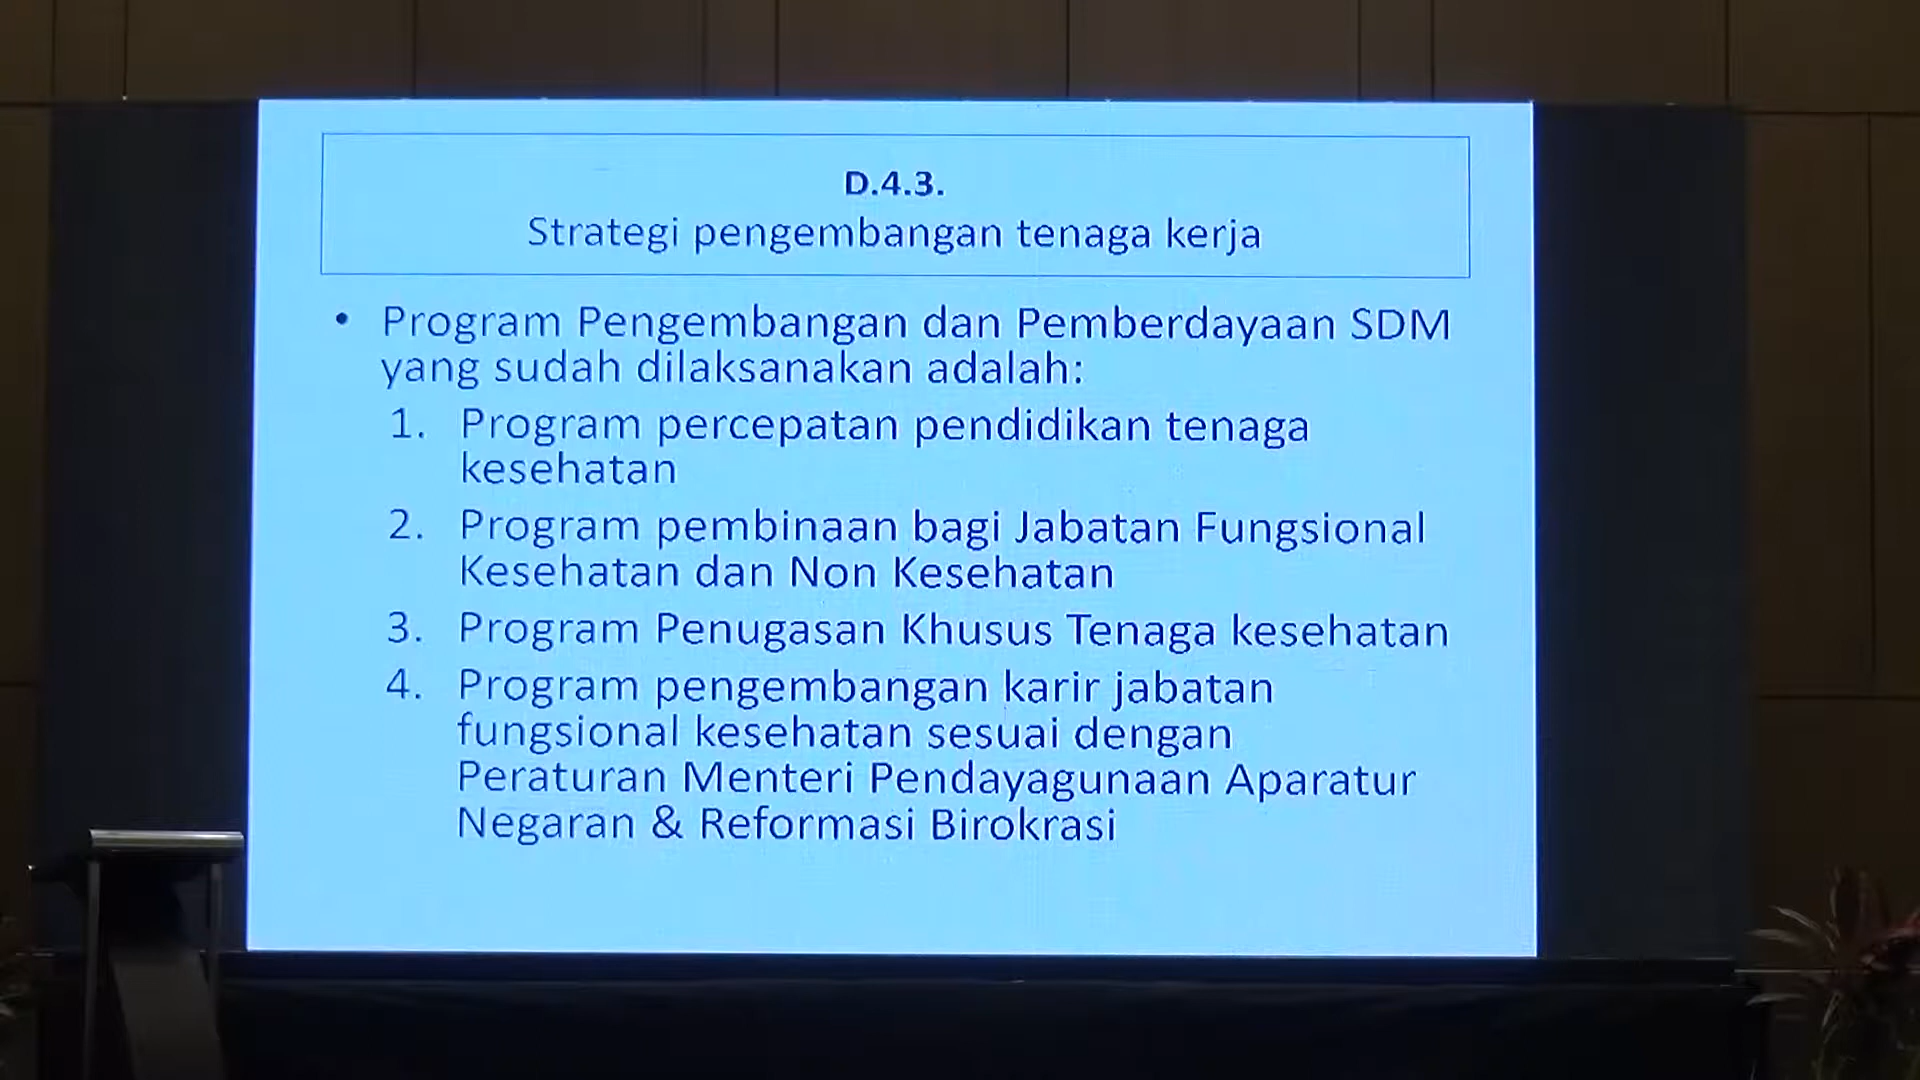 D.4.3.
Strategi pengembangan tenaga kerja
• Program Pengembangan dan Pemberdayaan SDM
yang sudah dilaksanakan adalah:
1. Program percepatan pendidikan tenaga
kesehatan
2. Program pembinaan bagi Jabatan Fungsional
Kesehatan dan Non Kesehatan
3. Program Penugasan Khusus Tenaga kesehatan
4. Program pengembangan karir jabatan
fungsional kesehatan sesuai dengan
Peraturan Menteri Pendayagunaan Aparatur
Negaran & Reformasi Birokrasi